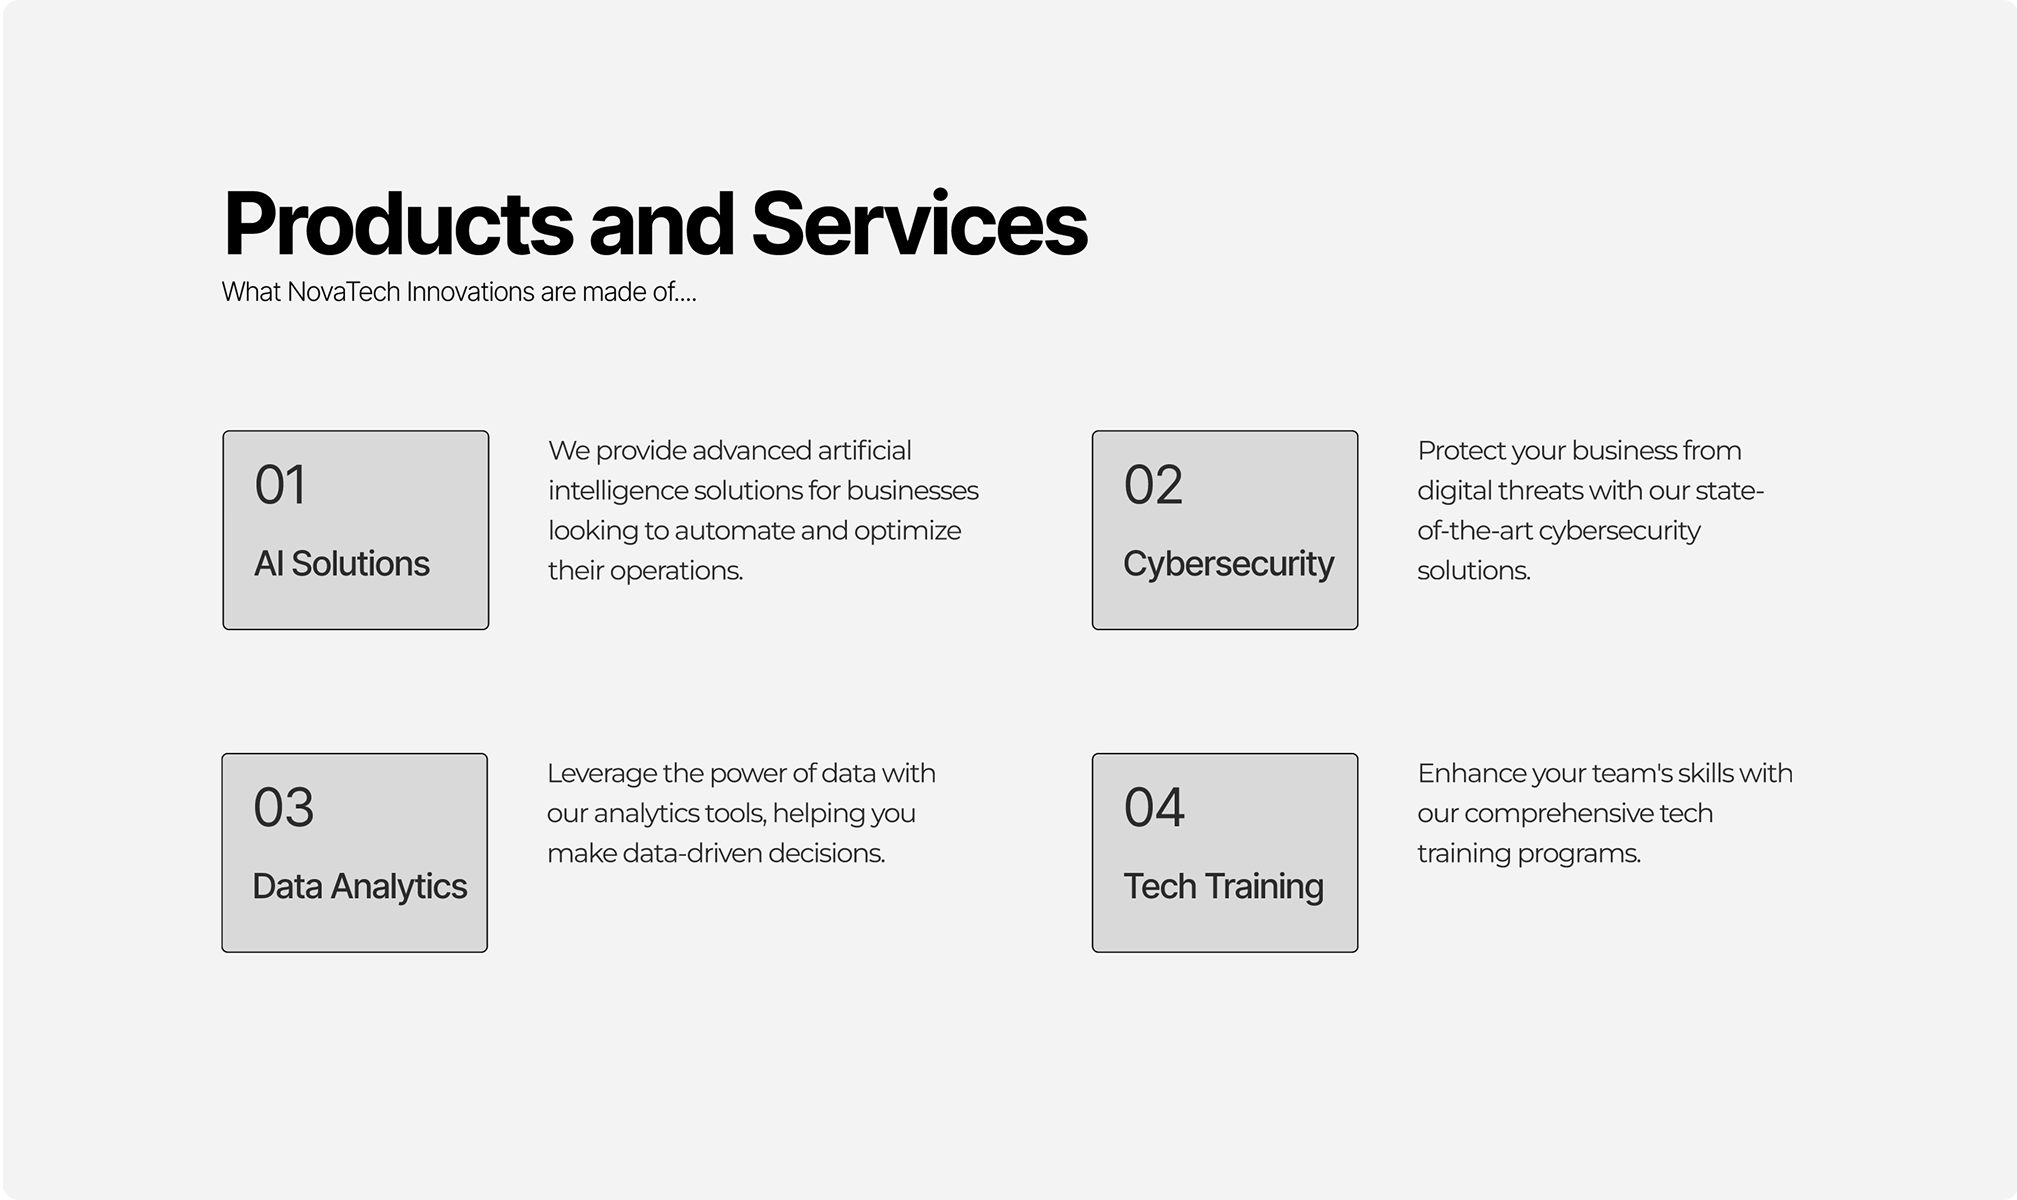 Products and Services
What NovaTech Innovations are made of....
01
AI Solutions
We provide advanced artificial
intelligence solutions for businesses
looking to automate and optimize
their operations.
02
Cybersecurity
Protect your business from
digital threats with our state-
of-the-art cybersecurity
solutions.
03
Data Analytics
Leverage the power of data with
our analytics tools, helping you
make data-driven decisions.
04
Tech Training
Enhance your team's skills with
our comprehensive tech
training programs.